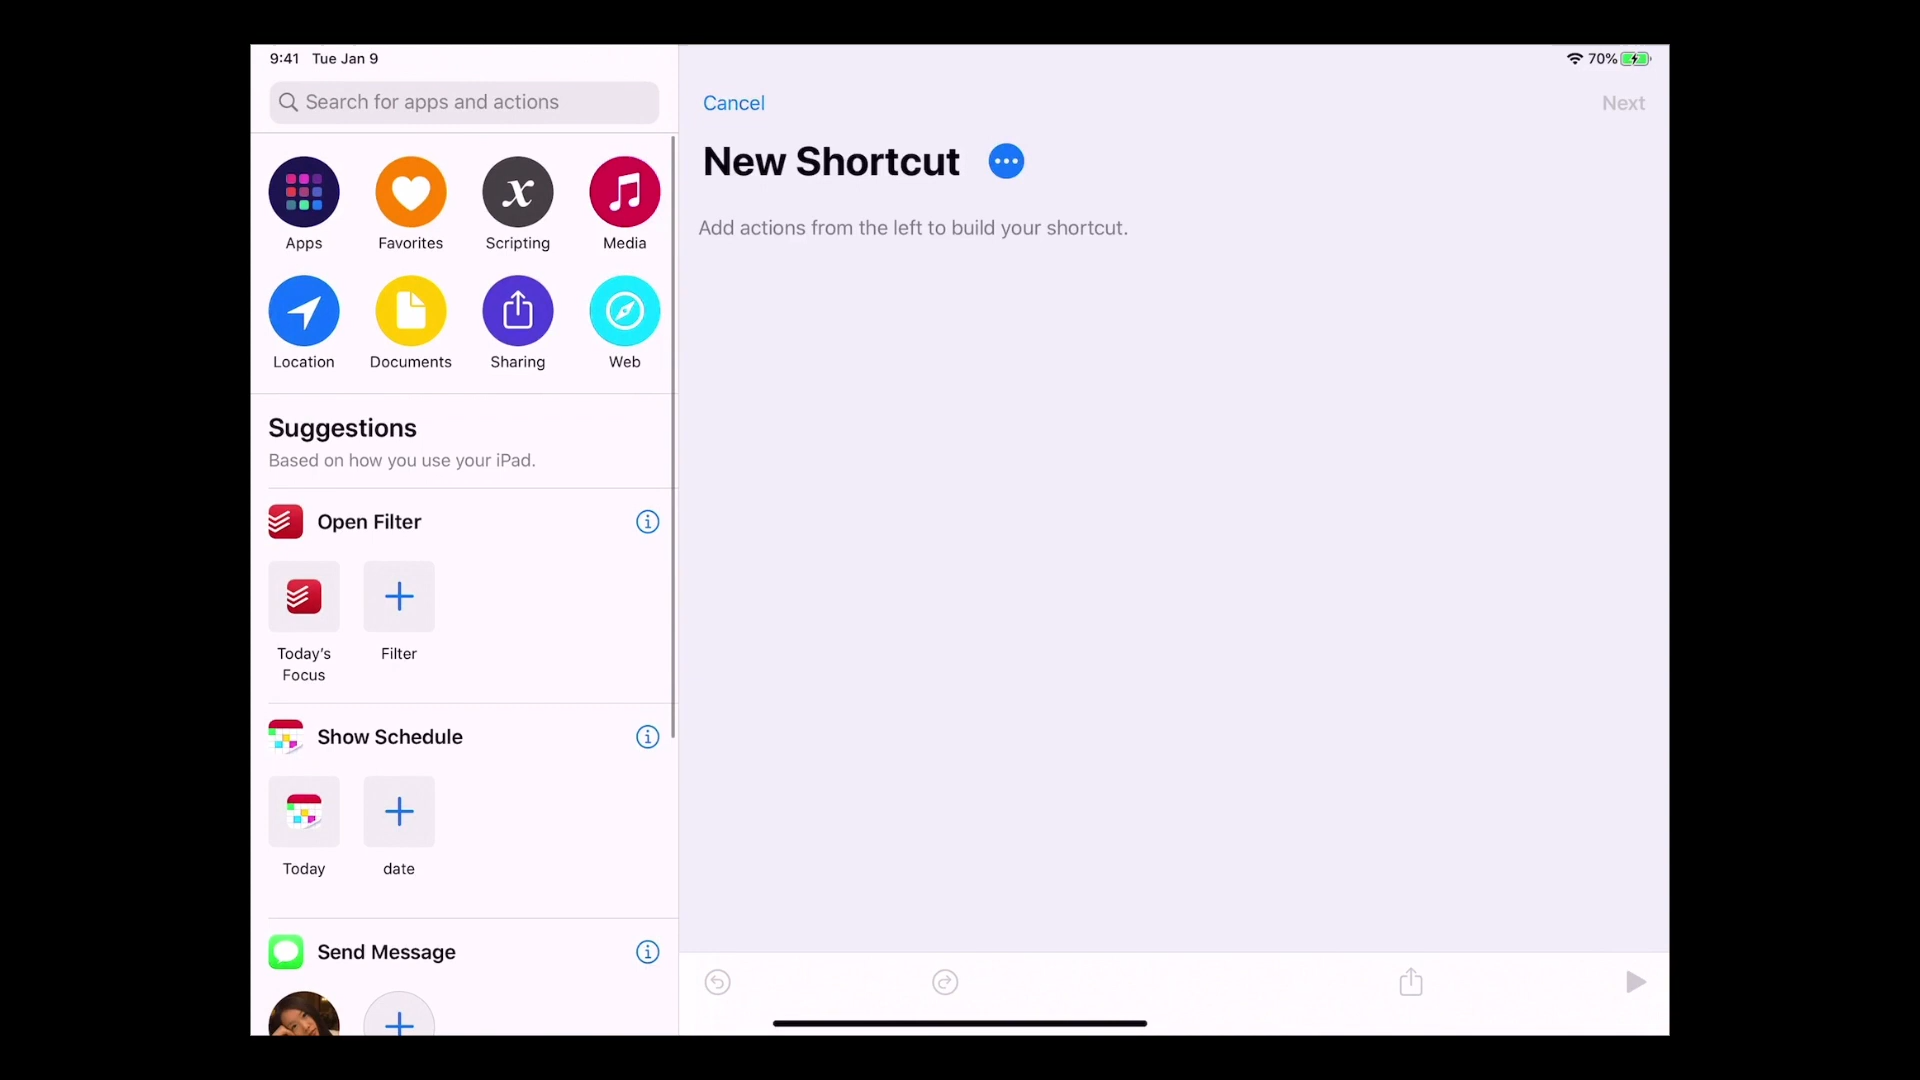 9:41 Tue Jan 9
70%
Search for apps and actions
Cancel
Next
New Shortcut
Add actions from the left to build your shortcut.
Apps
Favorites
Scripting
Media
Location
Documents
Sharing
Web
Suggestions
Based on how you use your iPad.
Open Filter
Today's
Focus
Filter
Show Schedule
Today
date
Send Message